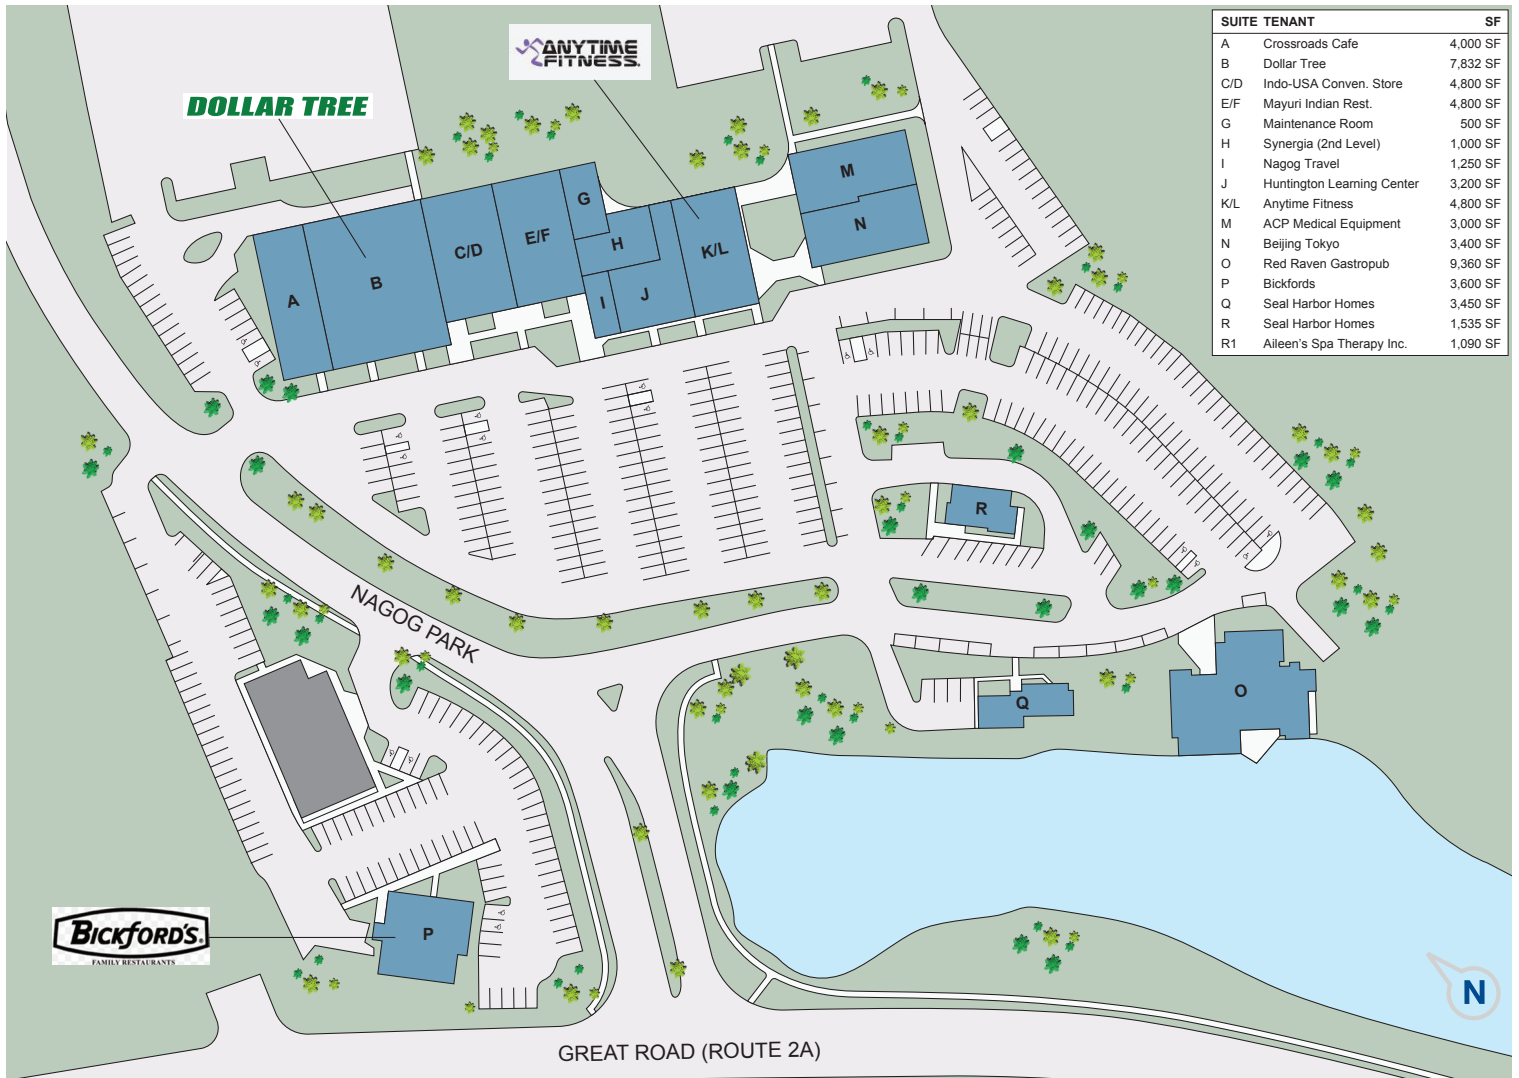 ANYTIME
FITNESS.
DOLLAR TREE
SUITE TENANT SF
A Crossroads Cafe 4,000 SF
B Dollar Tree 7,832 SF
C/D Indo-USA Conven. Store 4,800 SF
E/F Mayuri Indian Rest. 4,800 SF
G Maintenance Room 500 SF
H Synergia (2nd Level) 1,000 SF
I Nagog Travel 1,250 SF
J Huntington Learning Center 3,200 SF
K/L Anytime Fitness 4,800 SF
M ACP Medical Equipment 3,000 SF
N Beijing Tokyo 3,400 SF
O Red Raven Gastropub 9,360 SF
P Bickfords 3,600 SF
Q Seal Harbor Homes 3,450 SF
R Seal Harbor Homes 1,535 SF
R1 Aileen's Spa Therapy Inc. 1,090 SF
A
B
C/D
E/F
G
H
I
J
K/L
M
N
R
NAGOG PARK
Q
O
BICKFORD'S.
FAMILY RESTAURANTS
P
N
GREAT ROAD (ROUTE 2A)